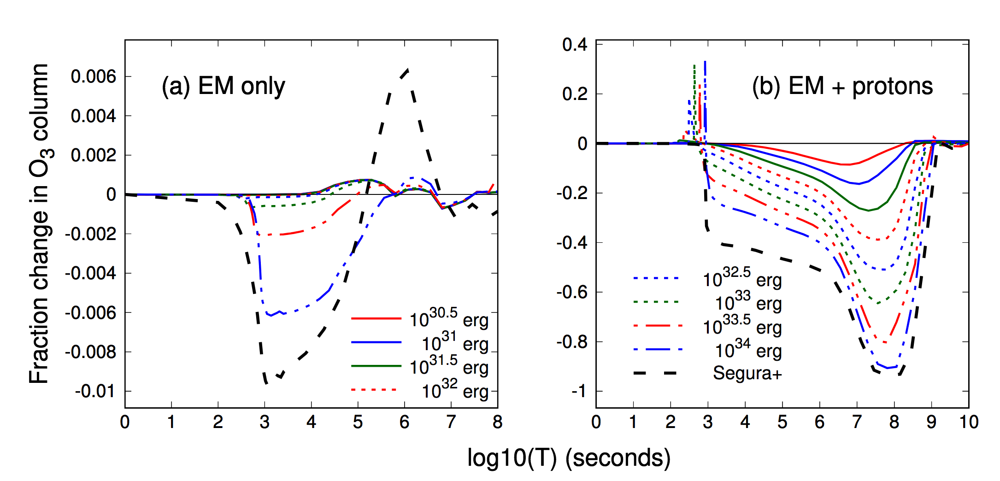 Fraction change in O3 column
(a) EM only
0.006
0.004
0.002
0
-0.002
-0.004
-0.006
-0.008
-0.01
10^30.5 erg
10^31 erg
10^31.5 erg
10^32 erg
0 1 2 3 4 5 6 7 8
(b) EM + protons
0.4
0.2
0
-0.2
-0.4
-0.6
-0.8
-1
10^32.5 erg
10^33 erg
10^33.5 erg
10^34 erg
Segura+
0 1 2 3 4 5 6 7 8 9 10
log10(T) (seconds)